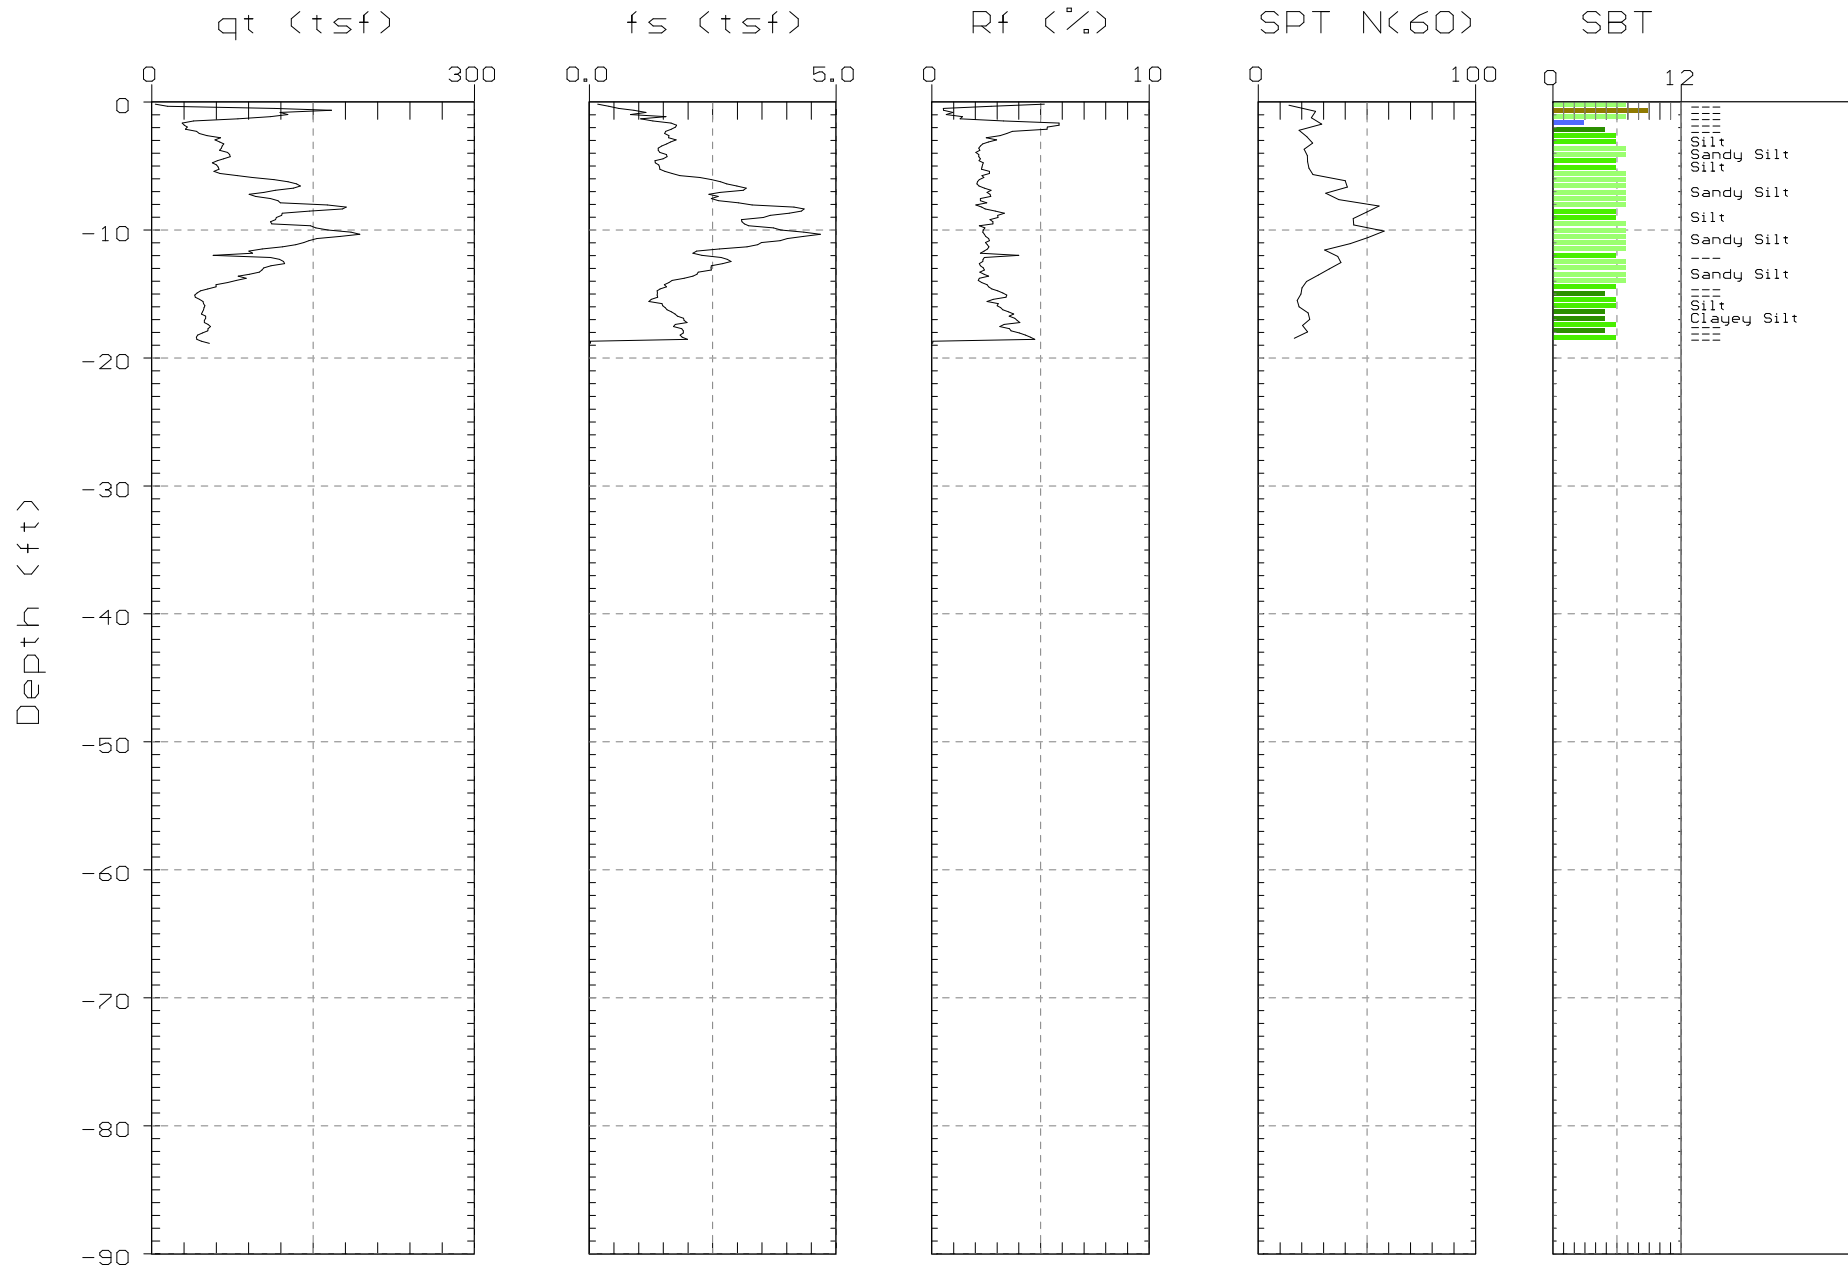 qt (tsf) fs (tsf) Rf (%) SPT N(60) SBT
0 300 0.0 5.0 0 10 0 100 0 12
0
---
---
---
---
---
Silt
Sandy Silt
Silt
Sandy Silt
Silt
-10
Sandy Silt
---
Sandy Silt
---
---
Silt
Clayey Silt
---
---
---
-20
-30
-40
-50
-60
-70
-80
-90
Depth (ft)